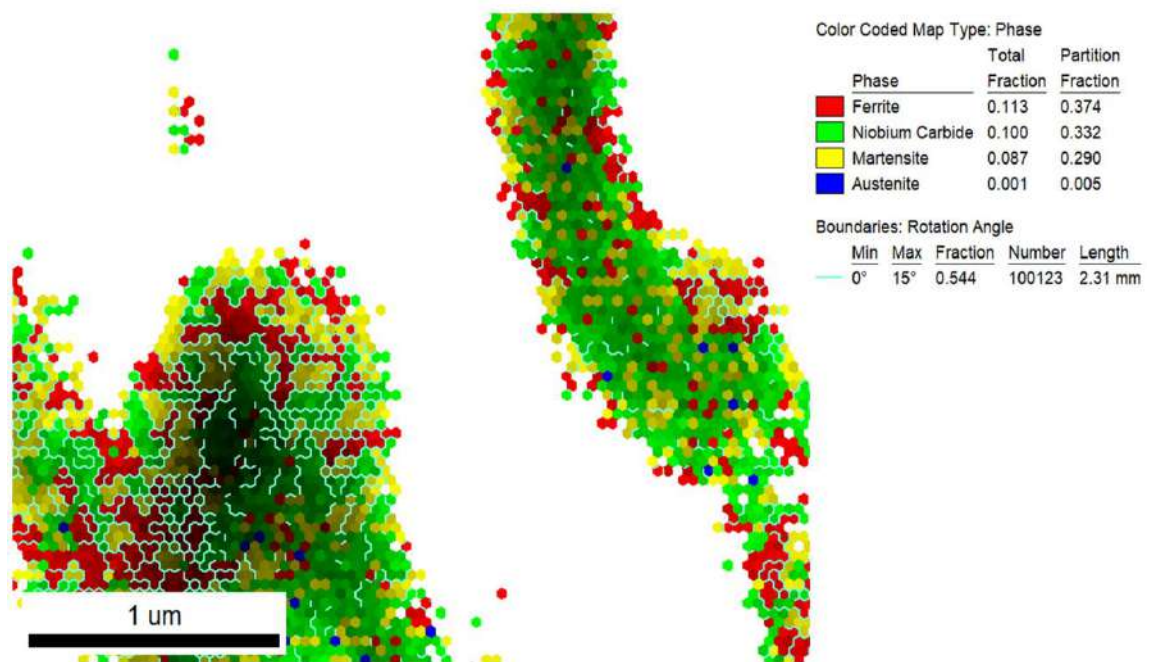 Color Coded Map Type: Phase
Total Partition
Phase Fraction Fraction
Ferrite 0.113 0.374
Niobium Carbide 0.100 0.332
Martensite 0.087 0.290
Austenite 0.001 0.005
Boundaries: Rotation Angle
Min Max Fraction Number Length
0° 15° 0.544 100123 2.31 mm
1 um